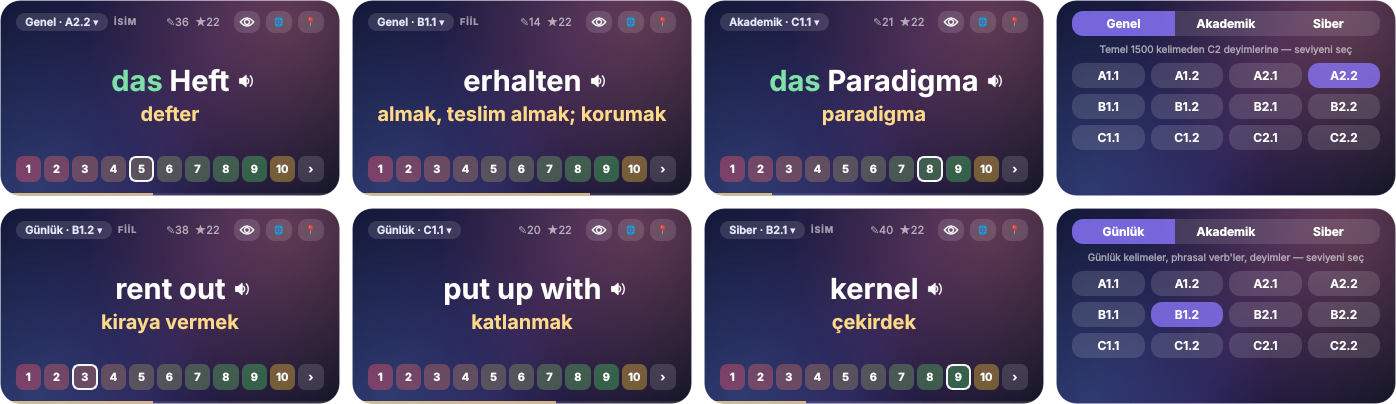 Genel · A2.2 ▾ İSİM ✎36 ★22
das Heft
defter
1 2 3 4 5 6 7 8 9 10 ›
Genel · B1.1 ▾ FİİL ✎14 ★22
erhalten
almak, teslim almak; korumak
1 2 3 4 5 6 7 8 9 10 ›
Akademik · C1.1 ▾ ✎21 ★22
das Paradigma
paradigma
1 2 3 4 5 6 7 8 9 10 ›
Genel Akademik Siber
Temel 1500 kelimeden C2 deyimlerine — seviyeni seç
A1.1 A1.2 A2.1 A2.2
B1.1 B1.2 B2.1 B2.2
C1.1 C1.2 C2.1 C2.2
Günlük · B1.2 ▾ FİİL ✎38 ★22
rent out
kiraya vermek
1 2 3 4 5 6 7 8 9 10 ›
Günlük · C1.1 ▾ ✎20 ★22
put up with
katlanmak
1 2 3 4 5 6 7 8 9 10 ›
Siber · B2.1 ▾ İSİM ✎40 ★22
kernel
çekirdek
1 2 3 4 5 6 7 8 9 10 ›
Günlük Akademik Siber
Günlük kelimeler, phrasal verb'ler, deyimler — seviyeni seç
A1.1 A1.2 A2.1 A2.2
B1.1 B1.2 B2.1 B2.2
C1.1 C1.2 C2.1 C2.2